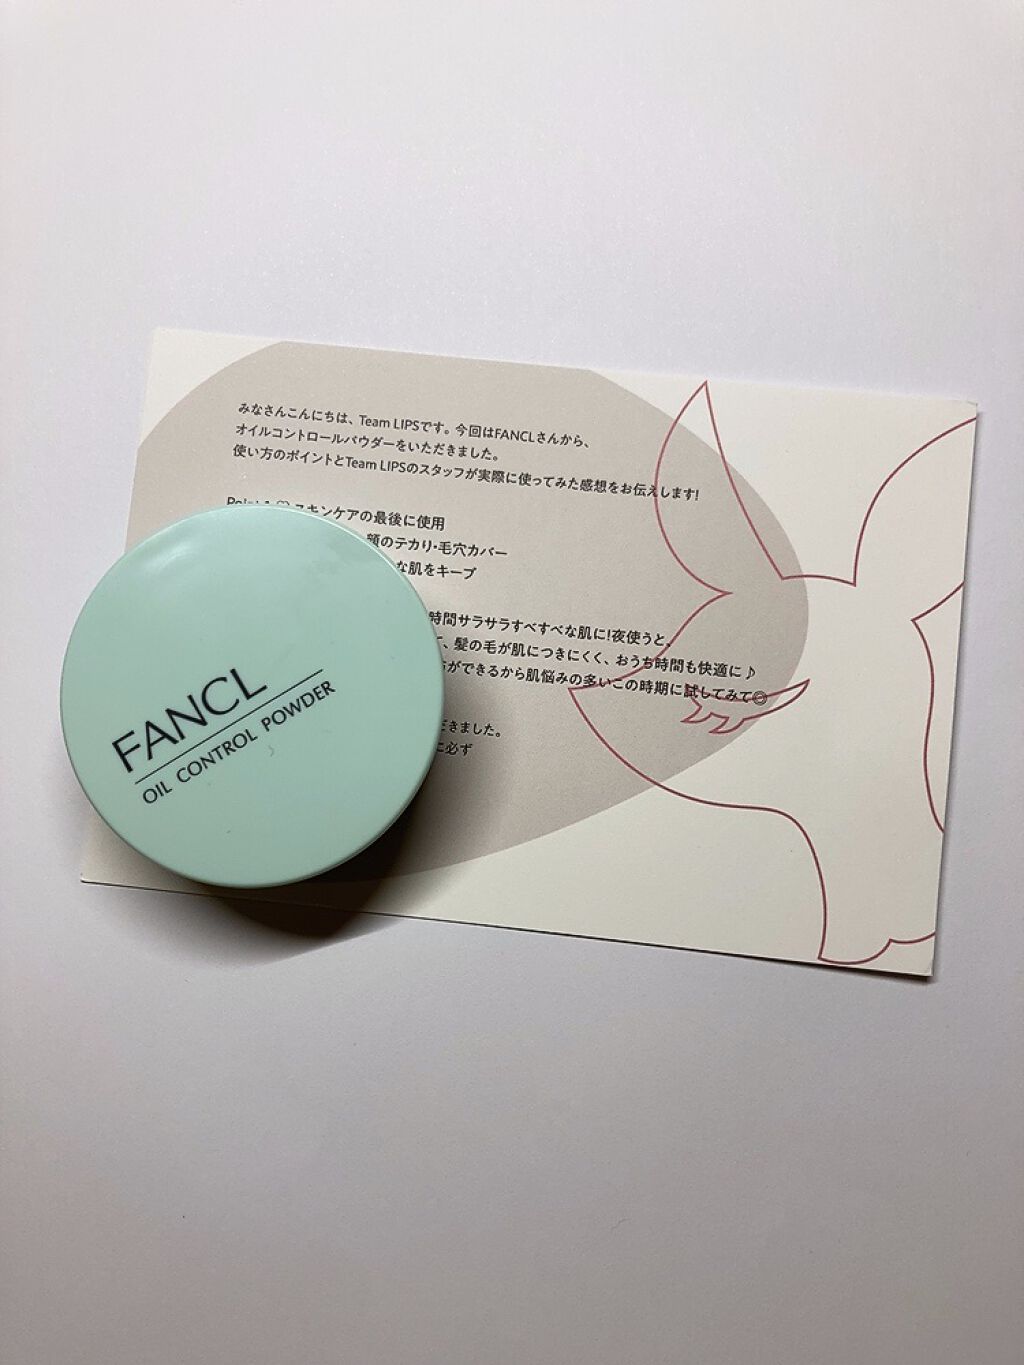 みなさんこんにちは、Team LIPSです。今回はFANCLさんから、
オイルコントロールパウダーをいただきました。
使い方のポイントとTeam LIPSのスタッフが実際に使ってみた感想をお伝えします!
スキンケアの最後に使用
顔のテカリ・毛穴カバー
な肌をキープ
時間サラサラすべすべな肌に!夜使うと、
、髪の毛が肌につきにくく、おうち時間も快適に♪
ができるから肌悩みの多いこの時期に試してみて◎
だきました。
に必ず
FANCL
OIL CONTROL POWDER